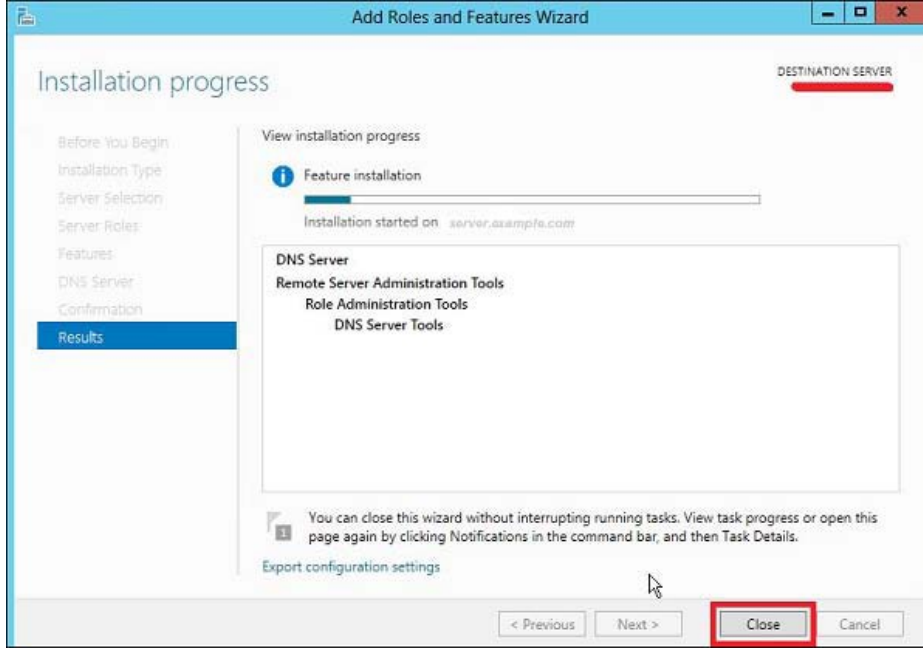 Add Roles and Features Wizard
Installation progress
DESTINATION SERVER
Before You Begin
Installation Type
Server Selection
Server Roles
Features
DNS Server
Confirmation
Results
View installation progress
Feature installation
Installation started on server.example.com
DNS Server
Remote Server Administration Tools
Role Administration Tools
DNS Server Tools
1
You can close this wizard without interrupting running tasks. View task progress or open this
page again by clicking Notifications in the command bar, and then Task Details.
Export configuration settings
< Previous
Next >
Close
Cancel